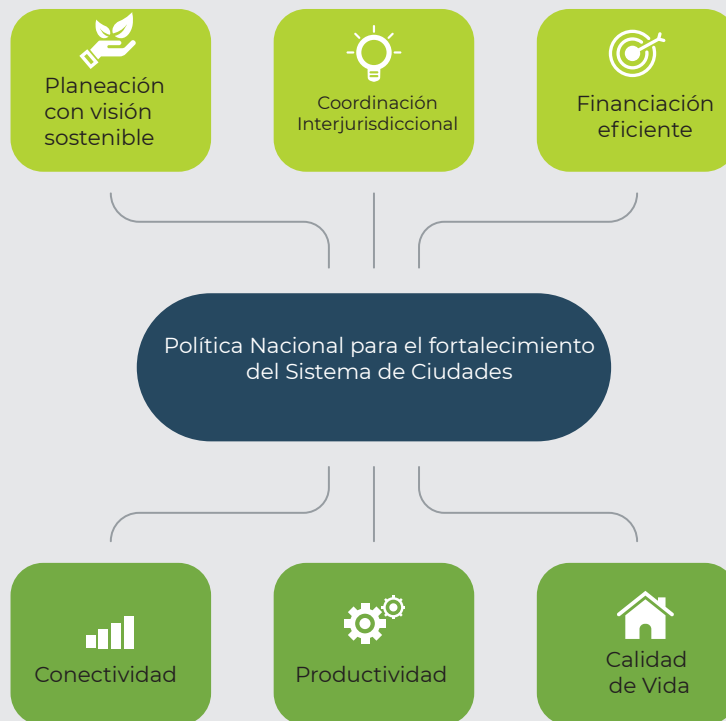 Planeación
con visión
sostenible
Coordinación
Interjurisdiccional
Financiación
eficiente
Política Nacional para el fortalecimiento
del Sistema de Ciudades
Conectividad
Productividad
Calidad
de Vida